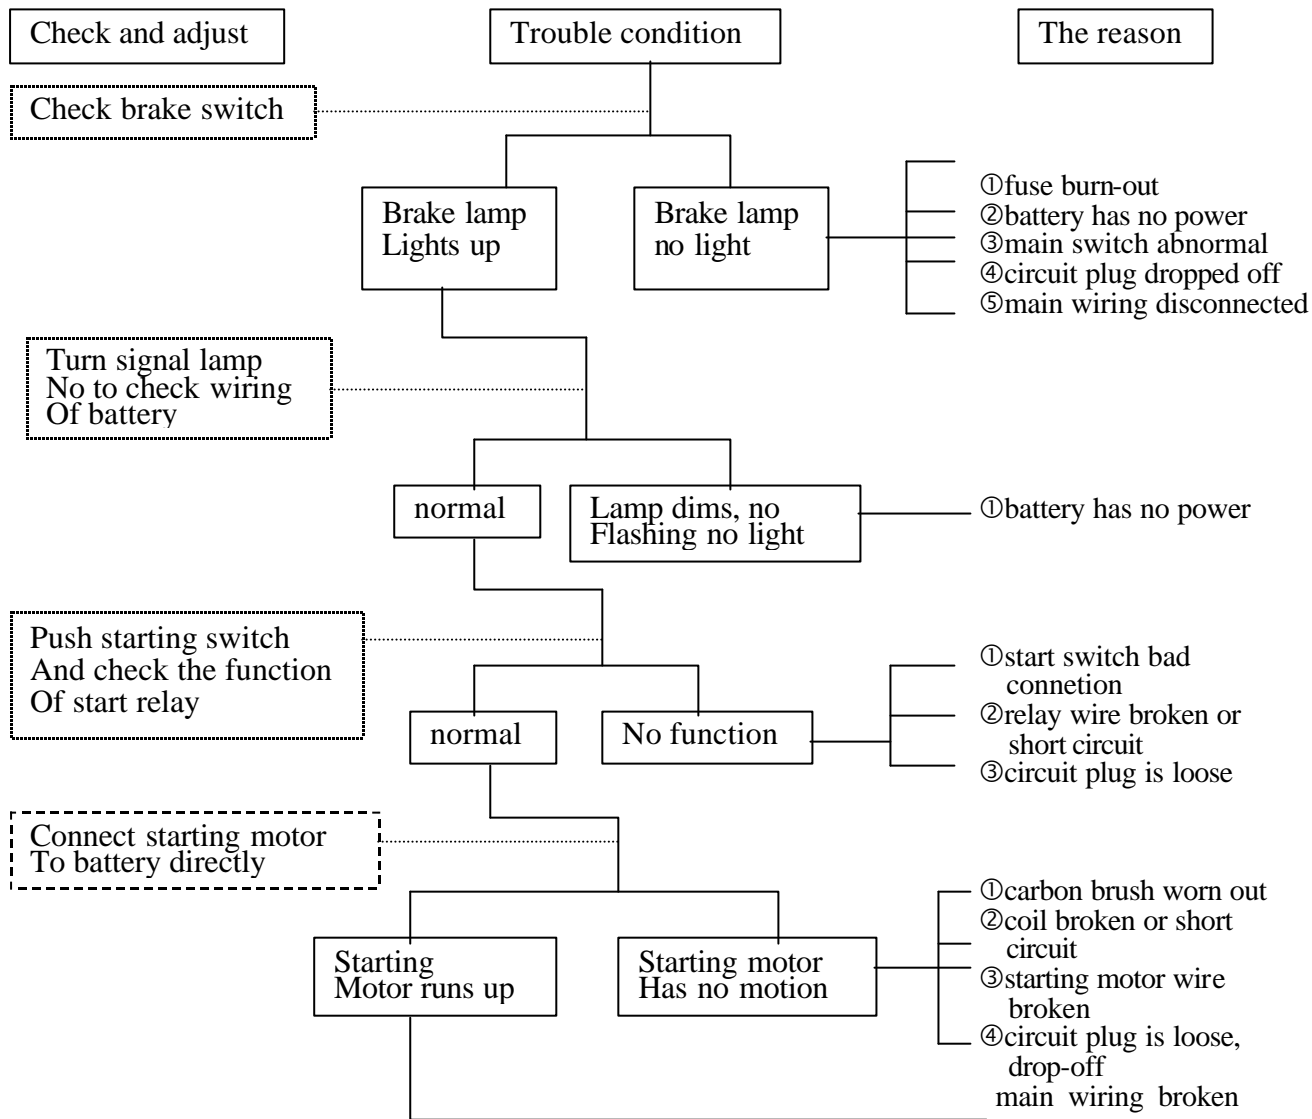 Check and adjust
Trouble condition
The reason
Check brake switch
Brake lamp
Lights up
Brake lamp
no light
①fuse burn-out
②battery has no power
③main switch abnormal
④circuit plug dropped off
⑤main wiring disconnected
Turn signal lamp
No to check wiring
Of battery
normal
Lamp dims, no
Flashing no light
①battery has no power
Push starting switch
And check the function
Of start relay
normal
No function
①start switch bad
connetion
②relay wire broken or
short circuit
③circuit plug is loose
Connect starting motor
To battery directly
Starting
Motor runs up
Starting motor
Has no motion
①carbon brush worn out
②coil broken or short
circuit
③starting motor wire
broken
④circuit plug is loose,
drop-off
main wiring broken